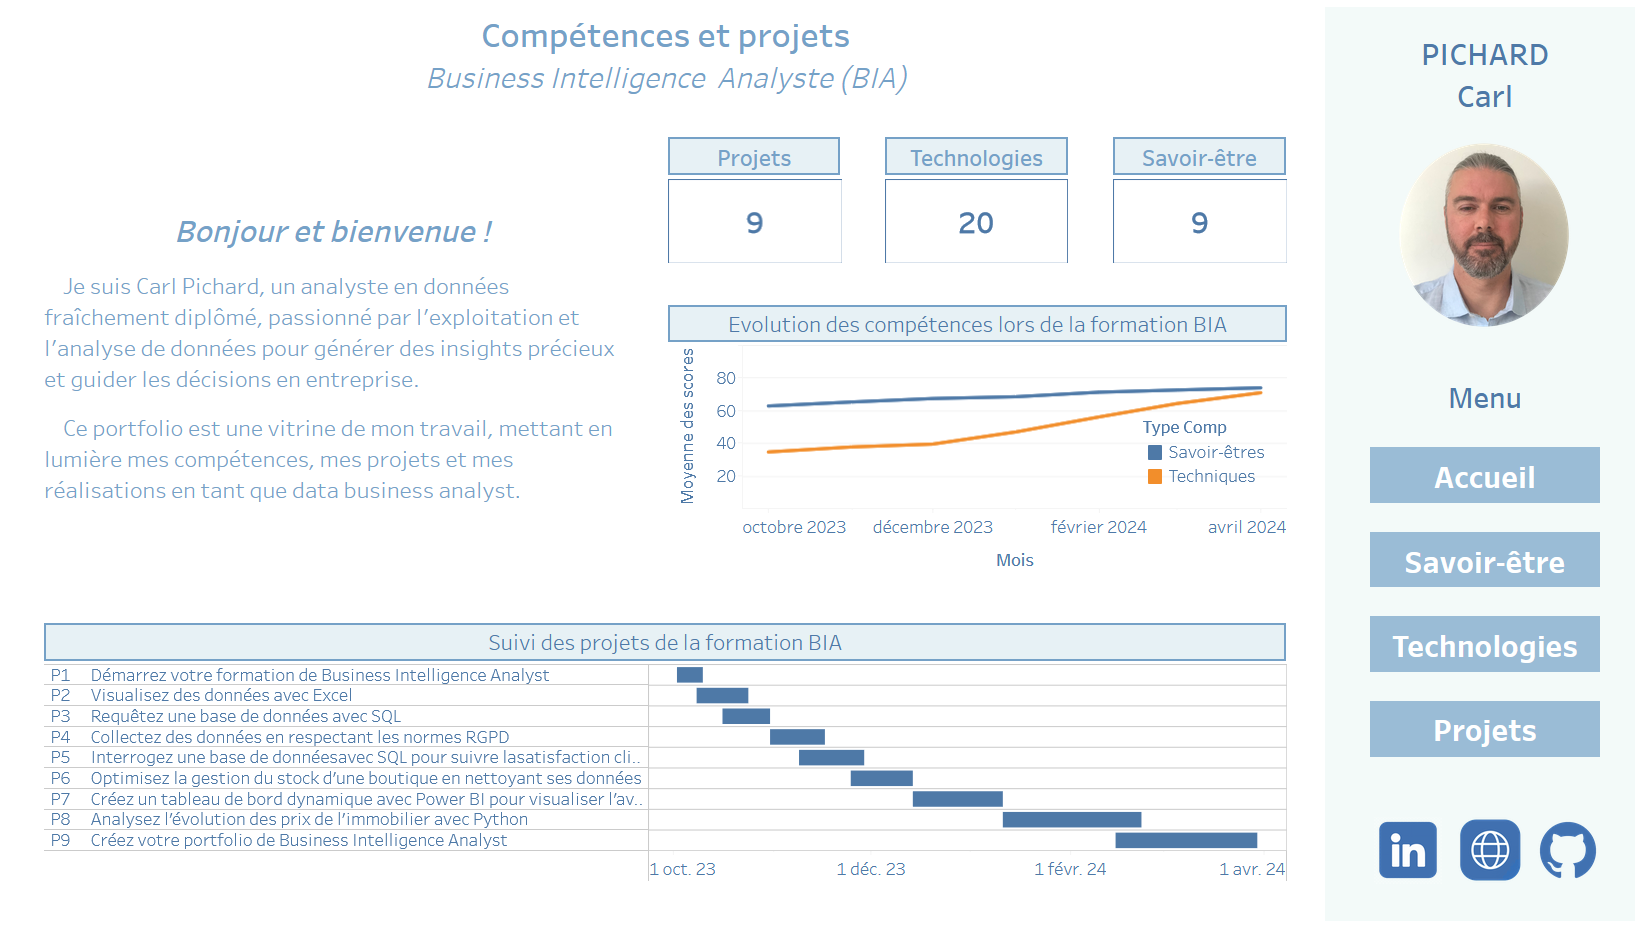 Compétences et projets
Business Intelligence  Analyste (BIA)
PICHARD
Carl
Projets
Technologies
Savoir-être
9
20
9
Bonjour et bienvenue !
Je suis Carl Pichard, un analyste en données
fraîchement diplômé, passionné par l’exploitation et
l’analyse de données pour générer des insights précieux
et guider les décisions en entreprise.
Ce portfolio est une vitrine de mon travail, mettant en
lumière mes compétences, mes projets et mes
réalisations en tant que data business analyst.
Evolution des compétences lors de la formation BIA
Moyenne des scores
80
60
40
20
Type Comp
Savoir-êtres
Techniques
octobre 2023
décembre 2023
février 2024
avril 2024
Mois
Menu
Accueil
Savoir-être
Technologies
Projets
in
Suivi des projets de la formation BIA
P1 Démarrez votre formation de Business Intelligence Analyst
P2 Visualisez des données avec Excel
P3 Requêtez une base de données avec SQL
P4 Collectez des données en respectant les normes RGPD
P5 Interrogez une base de donnéesavec SQL pour suivre lasatisfaction cli..
P6 Optimisez la gestion du stock d’une boutique en nettoyant ses données
P7 Créez un tableau de bord dynamique avec Power BI pour visualiser l’av..
P8 Analysez l’évolution des prix de l’immobilier avec Python
P9 Créez votre portfolio de Business Intelligence Analyst
1 oct. 23
1 déc. 23
1 févr. 24
1 avr. 24